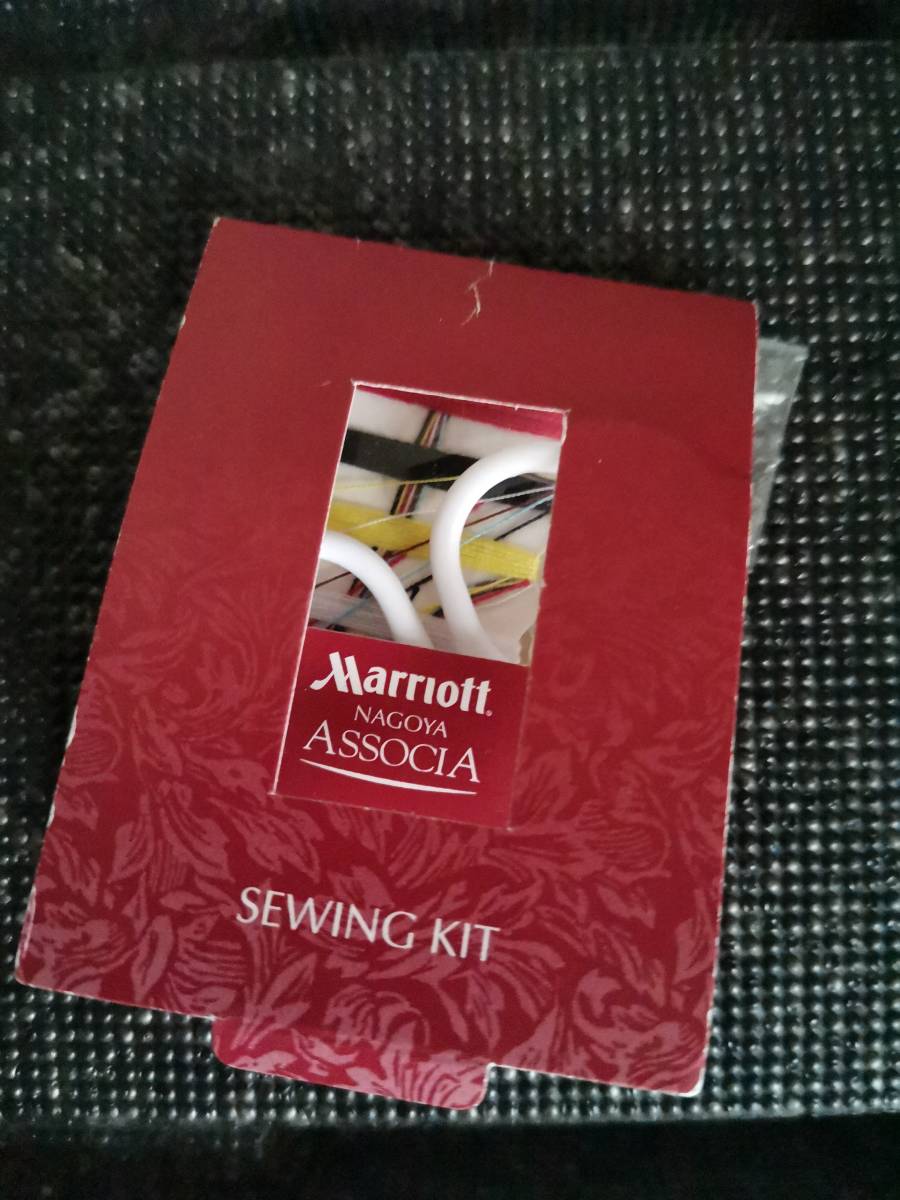 Marriott
NAGOYA
ASSOCIA
SEWING KIT